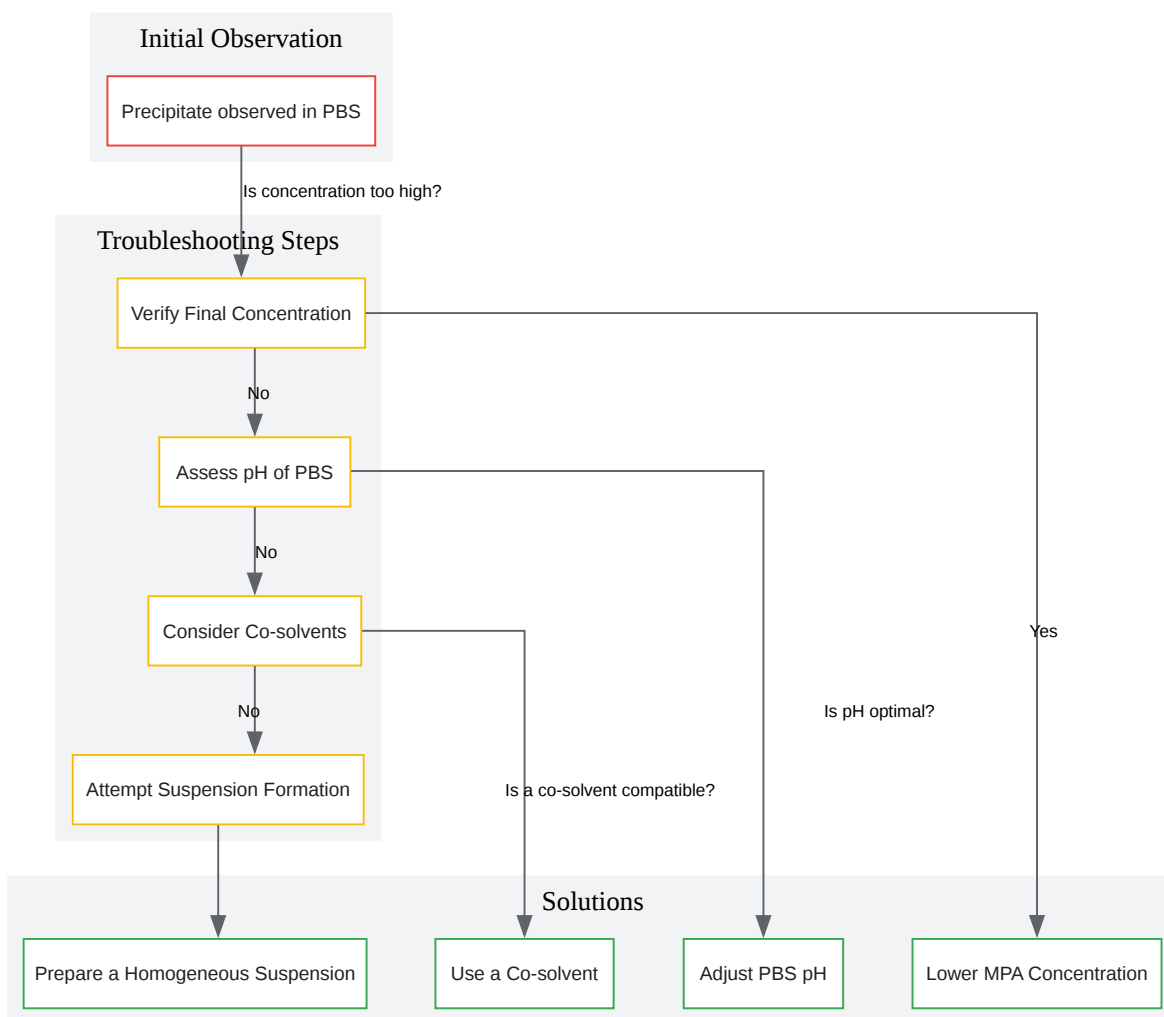 Initial Observation
Precipitate observed in PBS
Is concentration too high?
Troubleshooting Steps
Verify Final Concentration
No
Assess pH of PBS
No
Consider Co-solvents
Yes
No
Is pH optimal?
Attempt Suspension Formation
Is a co-solvent compatible?
Solutions
Prepare a Homogeneous Suspension
Use a Co-solvent
Adjust PBS pH
Lower MPA Concentration